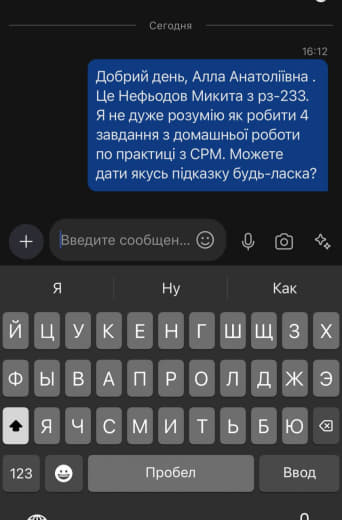 Сегодня
16:12
Добрий день, Алла Анатоліївна .
Це Нефьодов Микита з рз-233.
Я не дуже розумію як робити 4
завдання з домашньої роботи
по практиці з СРМ. Можете
дати якусь підказку будь-ласка?
Введите сообщен...
Я Ну Как
Й Ц У К Е Н Г Ш Щ З Х
Ф Ы В А П Р О Л Д Ж Э
Я Ч С М И Т Ь Б Ю
123 Пробел Ввод